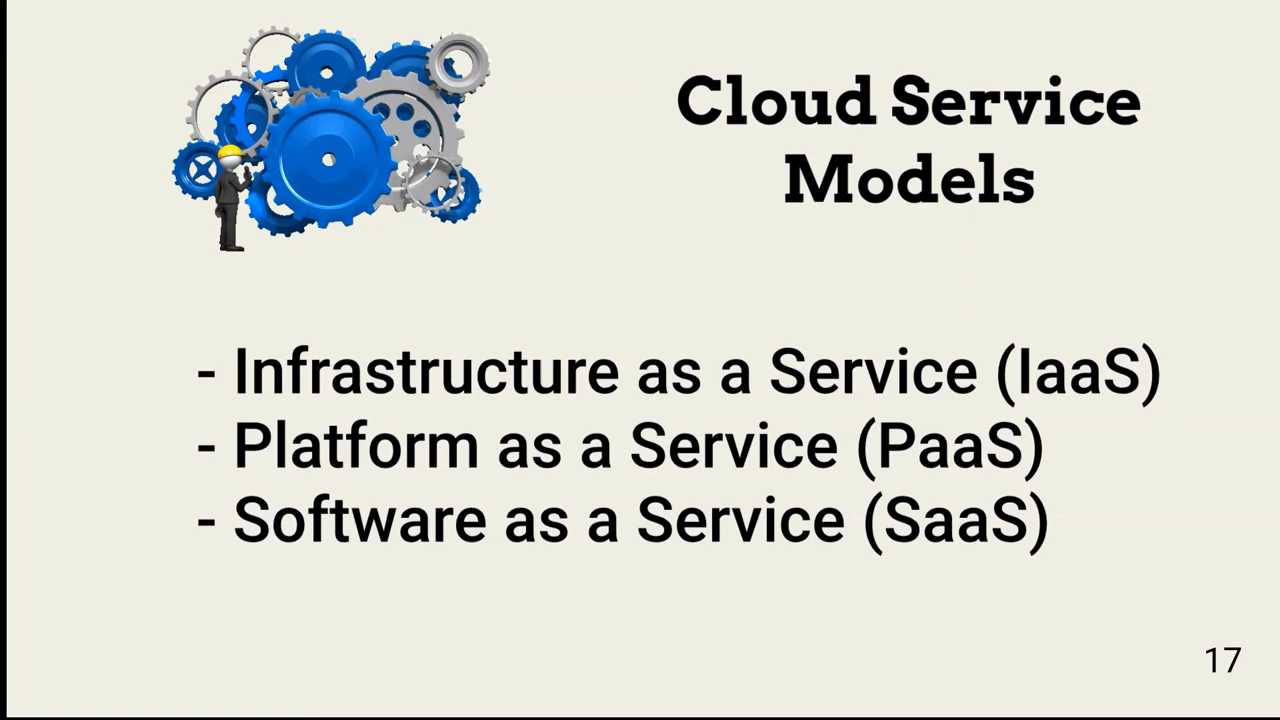 Cloud Service
Models
- Infrastructure as a Service (IaaS)
- Platform as a Service (PaaS)
- Software as a Service (SaaS)
17